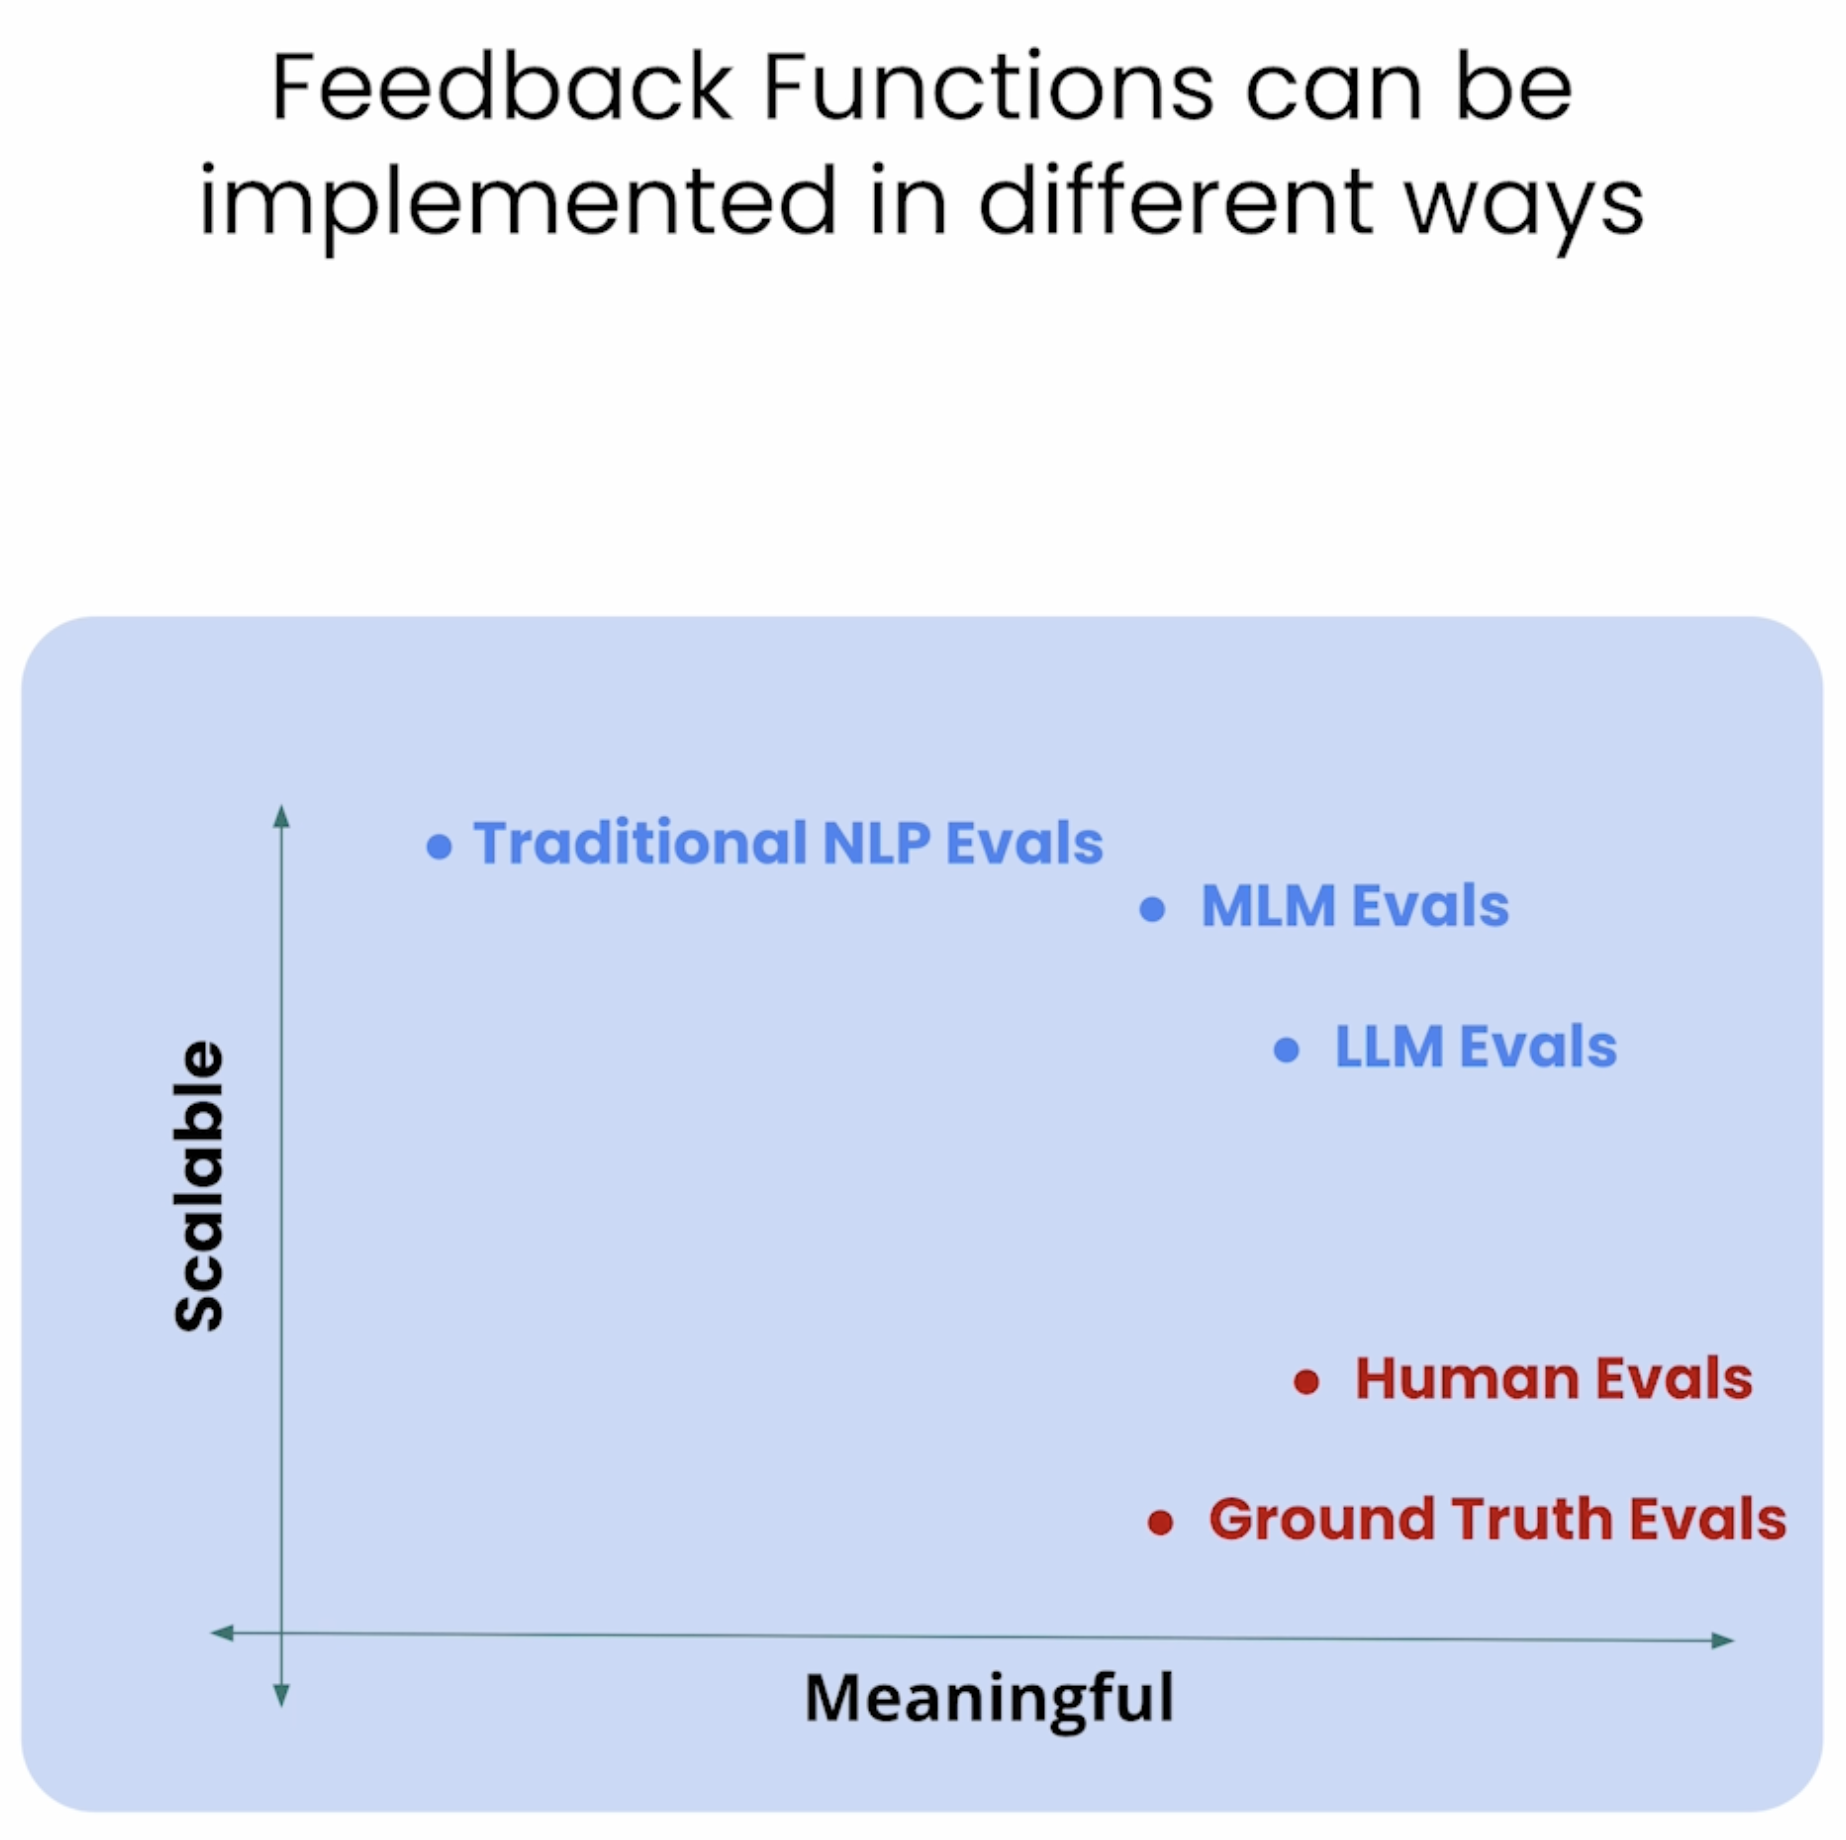 Feedback Functions can be
implemented in different ways
Traditional NLP Evals
MLM Evals
LLM Evals
Scalable
Human Evals
Ground Truth Evals
Meaningful